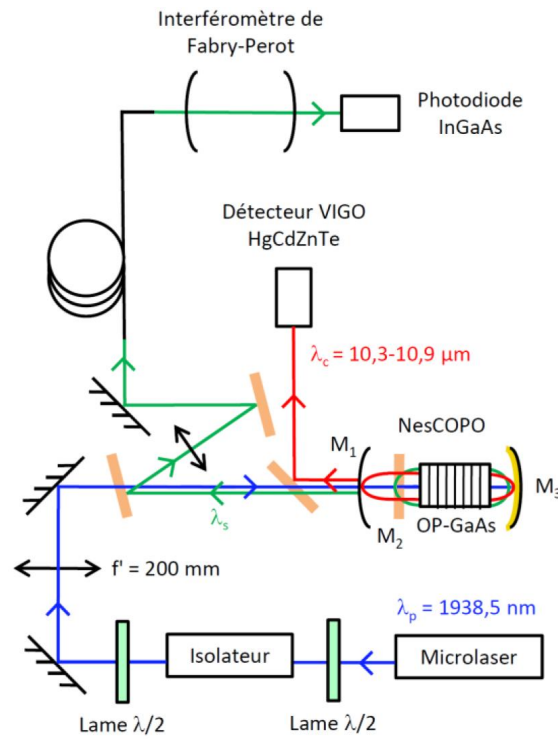 Interféromètre de
Fabry-Perot
Photodiode
InGaAs
Détecteur VIGO
HgCdZnTe
λc = 10,3-10,9 µm
M1
NesCOPO
M3
M2
OP-GaAs
λs
f' = 200 mm
λp = 1938,5 nm
Isolateur
Microlaser
Lame λ/2
Lame λ/2